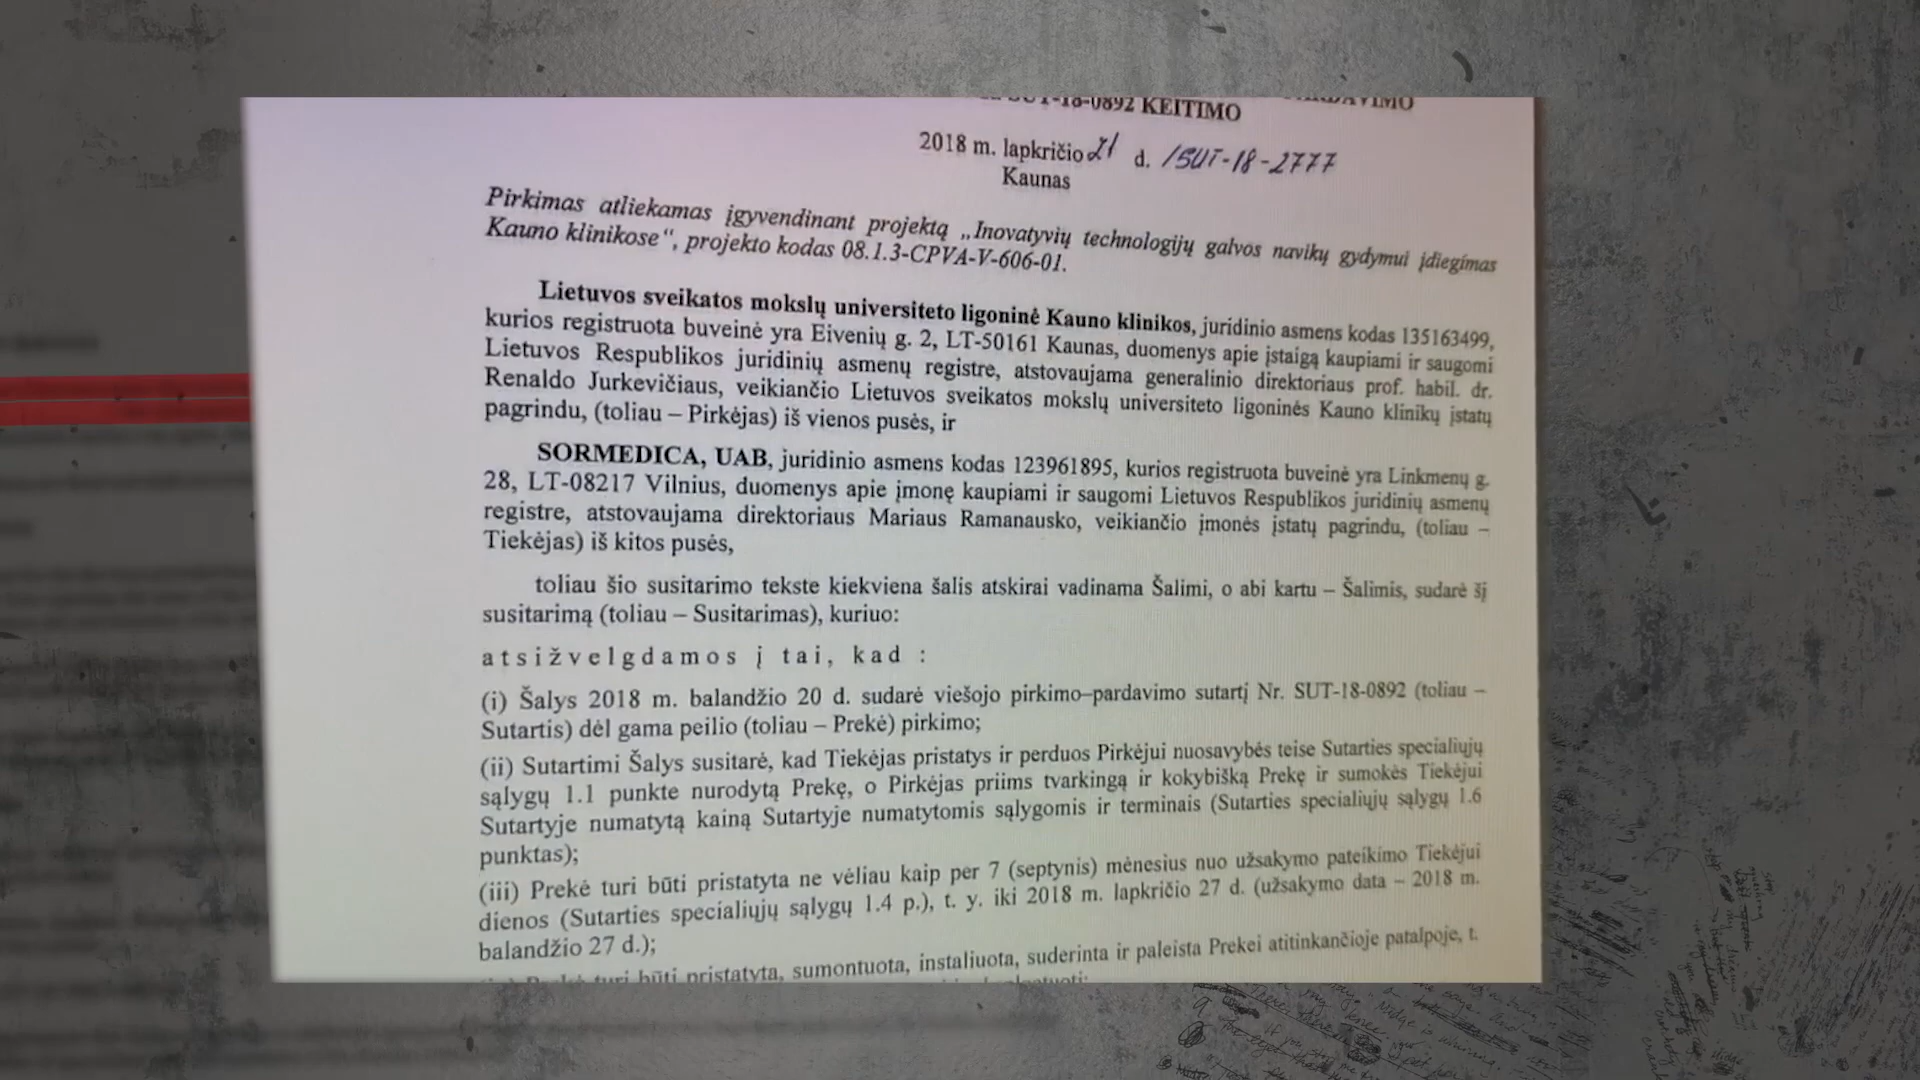 SUT-18-0892 KEITIMO
2018 m. lapkričio 21 d. /SUT-18-2777
Kaunas
Pirkimas atliekamas įgyvendinant projektą „Inovatyvių technologijų galvos navikų gydymui įdiegimas
Kauno klinikose“, projekto kodas 08.1.3-CPVA-V-606-01.
Lietuvos sveikatos mokslų universiteto ligoninė Kauno klinikos, juridinio asmens kodas 135163499,
kurios registruota buveinė yra Eivenių g. 2, LT-50161 Kaunas, duomenys apie įstaigą kaupiami ir saugomi
Lietuvos Respublikos juridinių asmenų registre, atstovaujama generalinio direktoriaus prof. habil. dr.
Renaldo Jurkevičiaus, veikiančio Lietuvos sveikatos mokslų universiteto ligoninės Kauno klinikų įstatų
pagrindu, (toliau – Pirkėjas) iš vienos pusės, ir
SORMEDICA, UAB, juridinio asmens kodas 123961895, kurios registruota buveinė yra Linkmenų g.
28, LT-08217 Vilnius, duomenys apie įmonę kaupiami ir saugomi Lietuvos Respublikos juridinių asmenų
registre, atstovaujama direktoriaus Mariaus Ramanausko, veikiančio įmonės įstatų pagrindu, (toliau –
Tiekėjas) iš kitos pusės,
toliau šio susitarimo tekste kiekviena šalis atskirai vadinama Šalimi, o abi kartu – Šalimis, sudarė šį
susitarimą (toliau – Susitarimas), kuriuo:
atsižvelgdamos į tai, kad :
(i) Šalys 2018 m. balandžio 20 d. sudarė viešojo pirkimo–pardavimo sutartį Nr. SUT-18-0892 (toliau –
Sutartis) dėl gama peilio (toliau – Prekė) pirkimo;
(ii) Sutartimi Šalys susitarė, kad Tiekėjas pristatys ir perduos Pirkėjui nuosavybės teise Sutarties specialiųjų
sąlygų 1.1 punkte nurodytą Prekę, o Pirkėjas priims tvarkingą ir kokybišką Prekę ir sumokės Tiekėjui
Sutartyje numatytą kainą Sutartyje numatytomis sąlygomis ir terminais (Sutarties specialiųjų sąlygų 1.6
punktas);
(iii) Prekė turi būti pristatyta ne vėliau kaip per 7 (septynis) mėnesius nuo užsakymo pateikimo Tiekėjui
dienos (Sutarties specialiųjų sąlygų 1.4 p.), t. y. iki 2018 m. lapkričio 27 d. (užsakymo data – 2018 m.
balandžio 27 d.);
Prekė turi būti pristatyta, sumontuota, instaliuota, suderinta ir paleista Prekei atitinkančioje patalpoje, t.